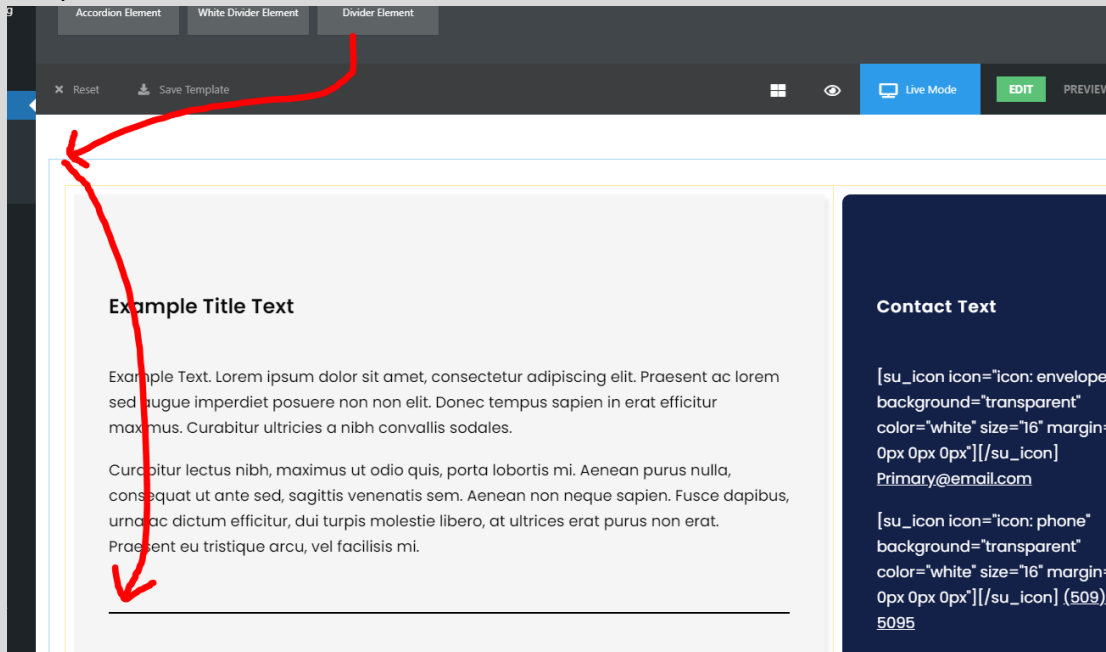 g
Accordion Element
White Divider Element
Divider Element
Reset
Save Template
Live Mode
EDIT
PREVIEW
Example Title Text
Example Text. Lorem ipsum dolor sit amet, consectetur adipiscing elit. Praesent ac lorem
sed augue imperdiet posuere non non elit. Donec tempus sapien in erat efficitur
maximus. Curabitur ultricies a nibh convallis sodales.
Curabitur lectus nibh, maximus ut odio quis, porta lobortis mi. Aenean purus nulla,
consequat ut ante sed, sagittis venenatis sem. Aenean non neque sapien. Fusce dapibus,
urna ac dictum efficitur, dui turpis molestie libero, at ultrices erat purus non erat.
Praesent eu tristique arcu, vel facilisis mi.
Contact Text
[su_icon icon="icon: envelope
background="transparent"
color="white" size="16" margin=
0px 0px 0px"][/su_icon]
Primary@email.com
[su_icon icon="icon: phone"
background="transparent"
color="white" size="16" margin=
0px 0px 0px"][/su_icon] (509)
5095